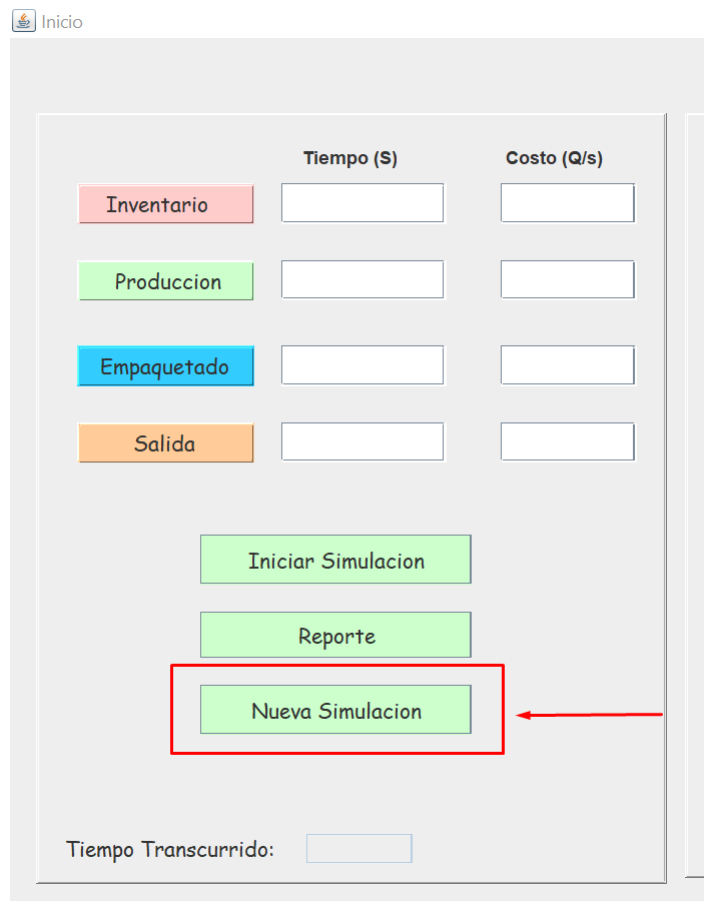 Inicio
Tiempo (S) Costo (Q/s)
Inventario
Produccion
Empaquetado
Salida
Iniciar Simulacion
Reporte
Nueva Simulacion
Tiempo Transcurrido: